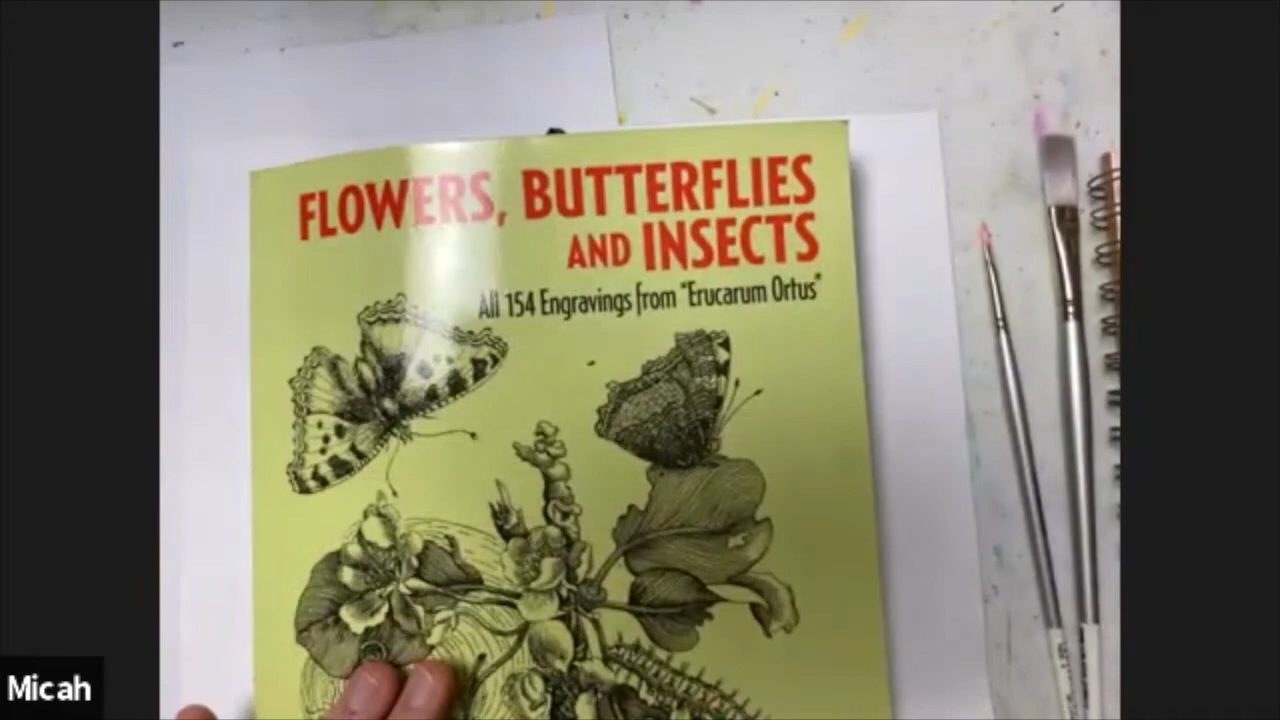 FLOWERS, BUTTERFLIES
AND INSECTS
All 154 Engravings from "Erucarum Ortus"
Micah